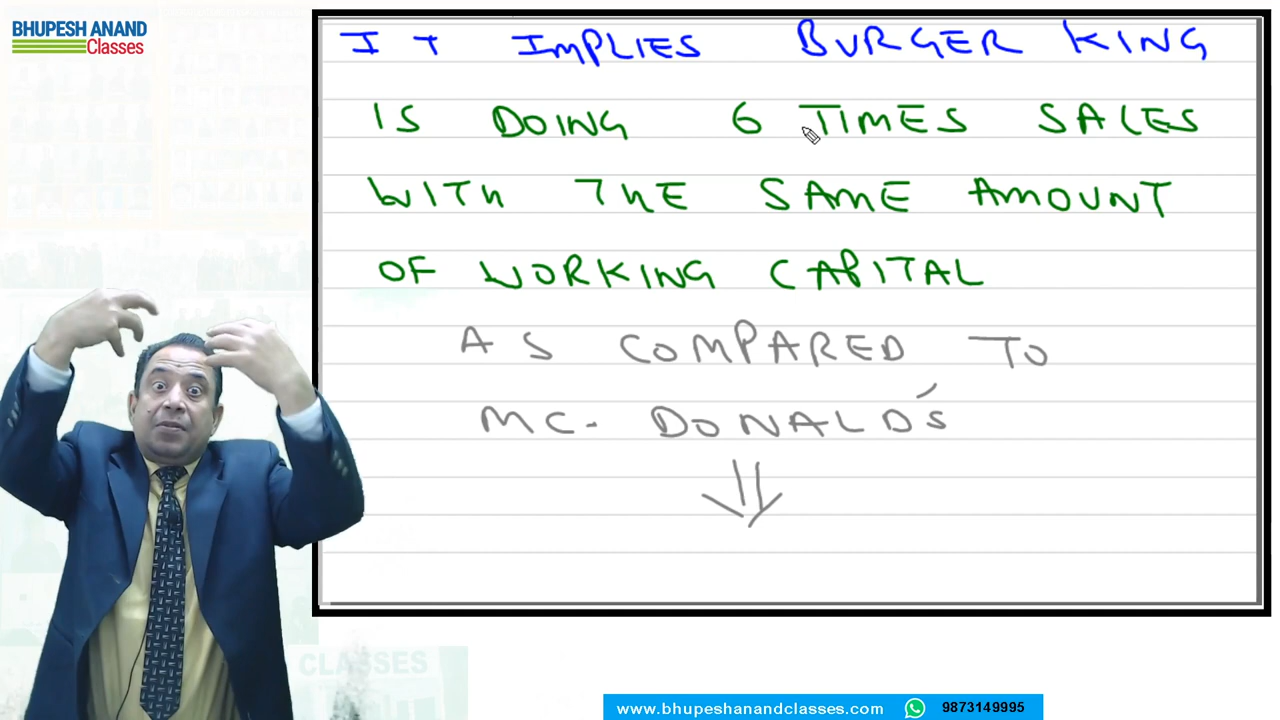 BHUPESH ANAND
Classes
IT IMPLIES BURGER KING
IS DOING 6 TIMES SALES
WITH THE SAME AMOUNT
OF WORKING CAPITAL
AS COMPARED TO
MC. DONALD'S
CLASSES
www.bhupeshanandclasses.com 9873149995